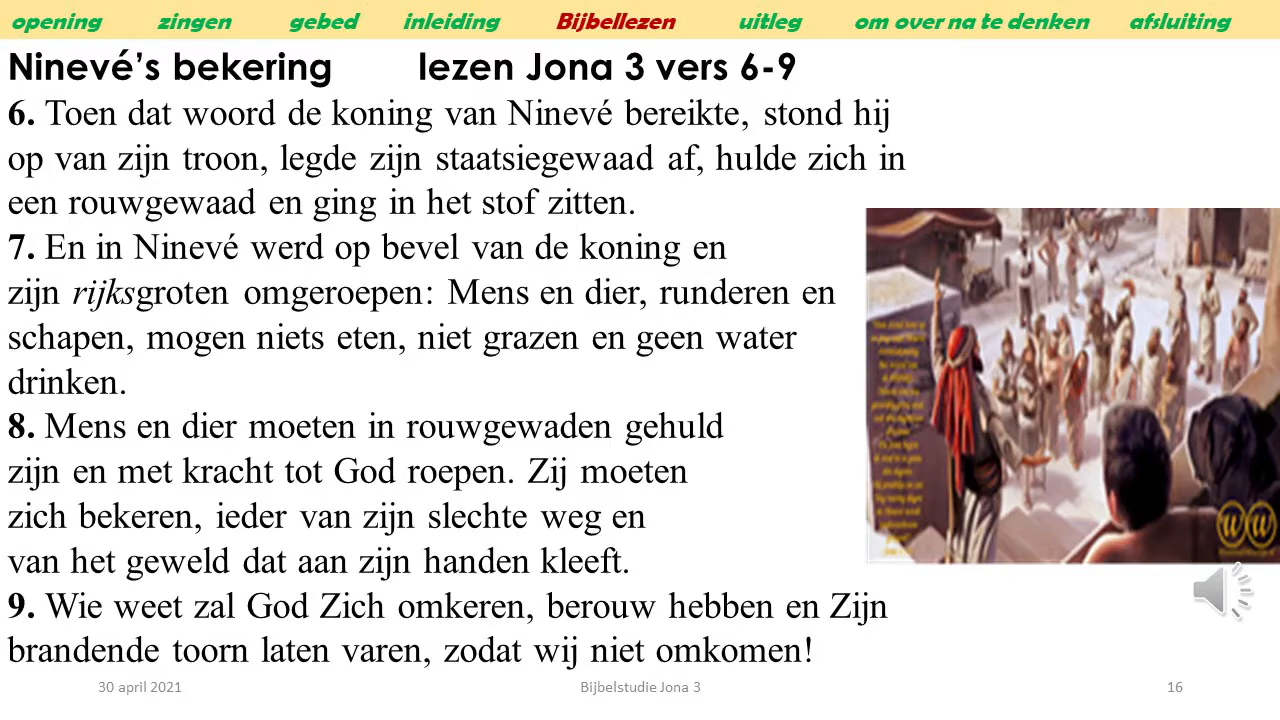 opening zingen gebed inleiding Bijbellezen uitleg om over na te denken afsluiting
Ninevé’s bekering lezen Jona 3 vers 6-9
6. Toen dat woord de koning van Ninevé bereikte, stond hij
op van zijn troon, legde zijn staatsiegewaad af, hulde zich in
een rouwgewaad en ging in het stof zitten.
7. En in Ninevé werd op bevel van de koning en
zijn rijksgroten omgeroepen: Mens en dier, runderen en
schapen, mogen niets eten, niet grazen en geen water
drinken.
8. Mens en dier moeten in rouwgewaden gehuld
zijn en met kracht tot God roepen. Zij moeten
zich bekeren, ieder van zijn slechte weg en
van het geweld dat aan zijn handen kleeft.
9. Wie weet zal God Zich omkeren, berouw hebben en Zijn
brandende toorn laten varen, zodat wij niet omkomen!
30 april 2021 Bijbelstudie Jona 3 16